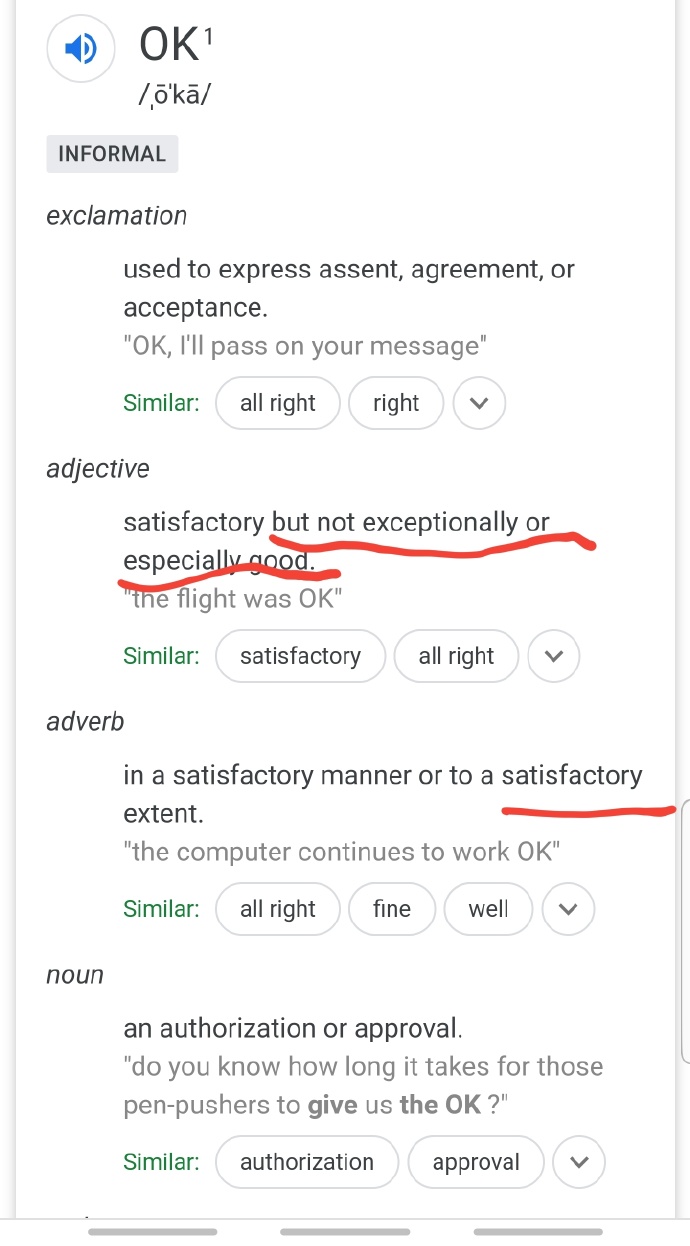 OK¹
/ˌō'kā/
INFORMAL
exclamation
used to express assent, agreement, or
acceptance.
"OK, I'll pass on your message"
Similar: all right right
adjective
satisfactory but not exceptionally or
especially good.
"the flight was OK"
Similar: satisfactory all right
adverb
in a satisfactory manner or to a satisfactory
extent.
"the computer continues to work OK"
Similar: all right fine well
noun
an authorization or approval.
"do you know how long it takes for those
pen-pushers to give us the OK ?"
Similar: authorization approval